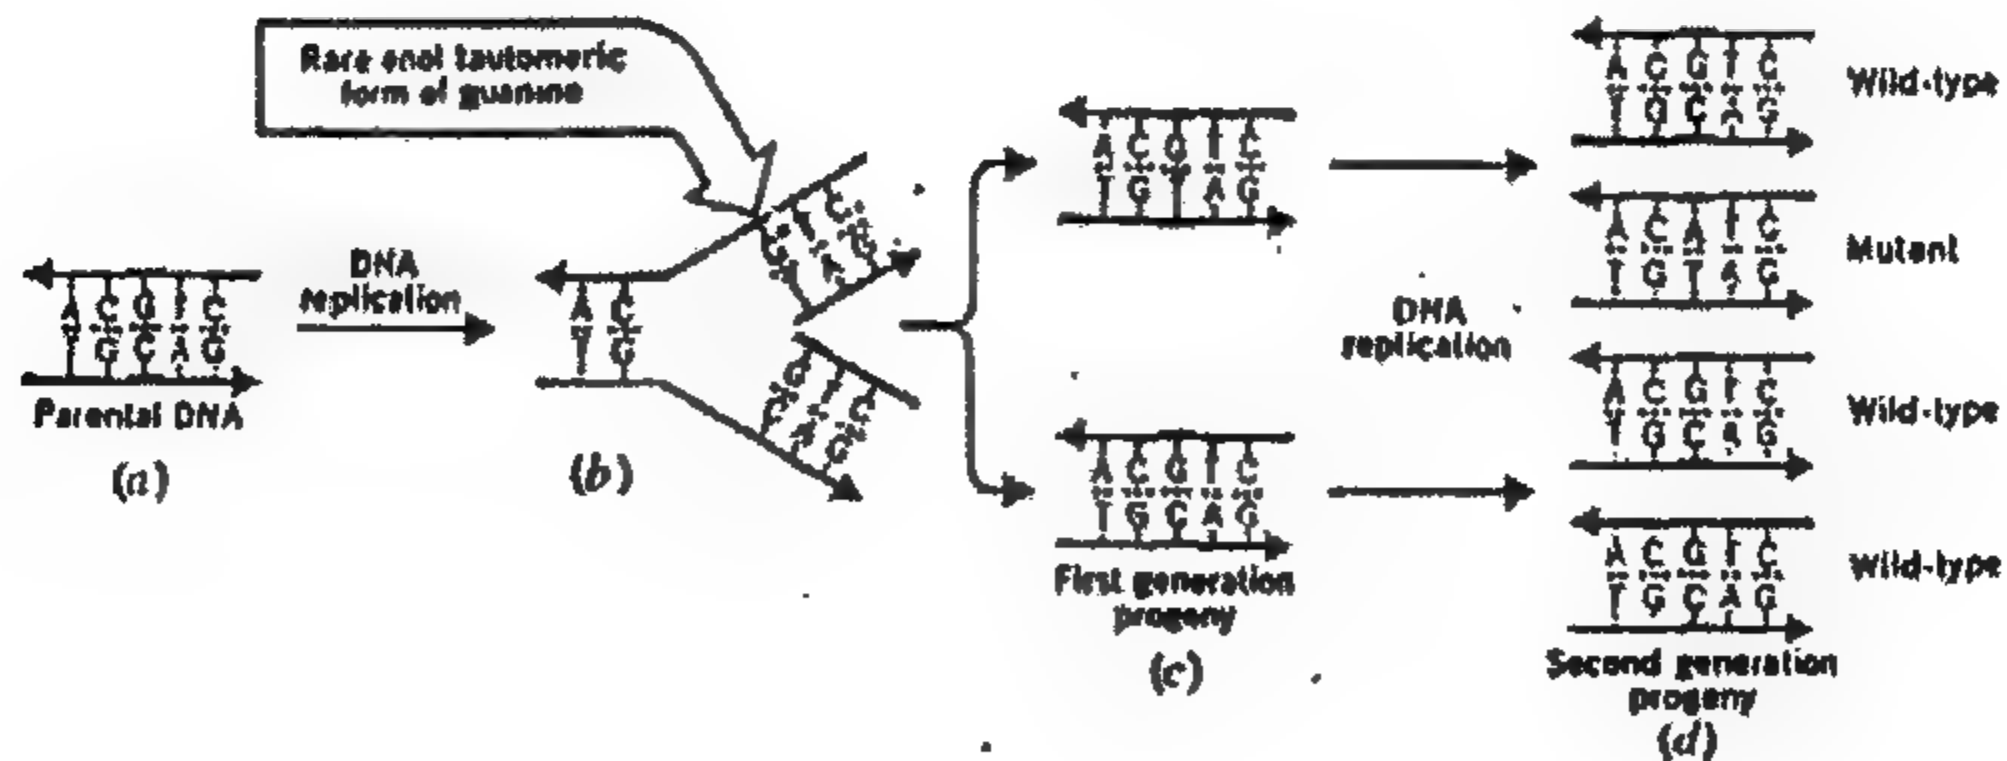 Rare enol tautomeric
form of guanine
A C G T C
T G C A G
Parental DNA
(a)
DNA
replication
A C
T G
G T C
G T C
C A G
(b)
A C G T C
T G T A G
A C G T C
T G C A G
First generation
progeny
(c)
DNA
replication
A C G T C
T G C A G
Wild-type
A C A T C
T G T A G
Mutant
A C G T C
T G C A G
Wild-type
A C G T C
T G C A G
Wild-type
Second generation
progeny
(d)